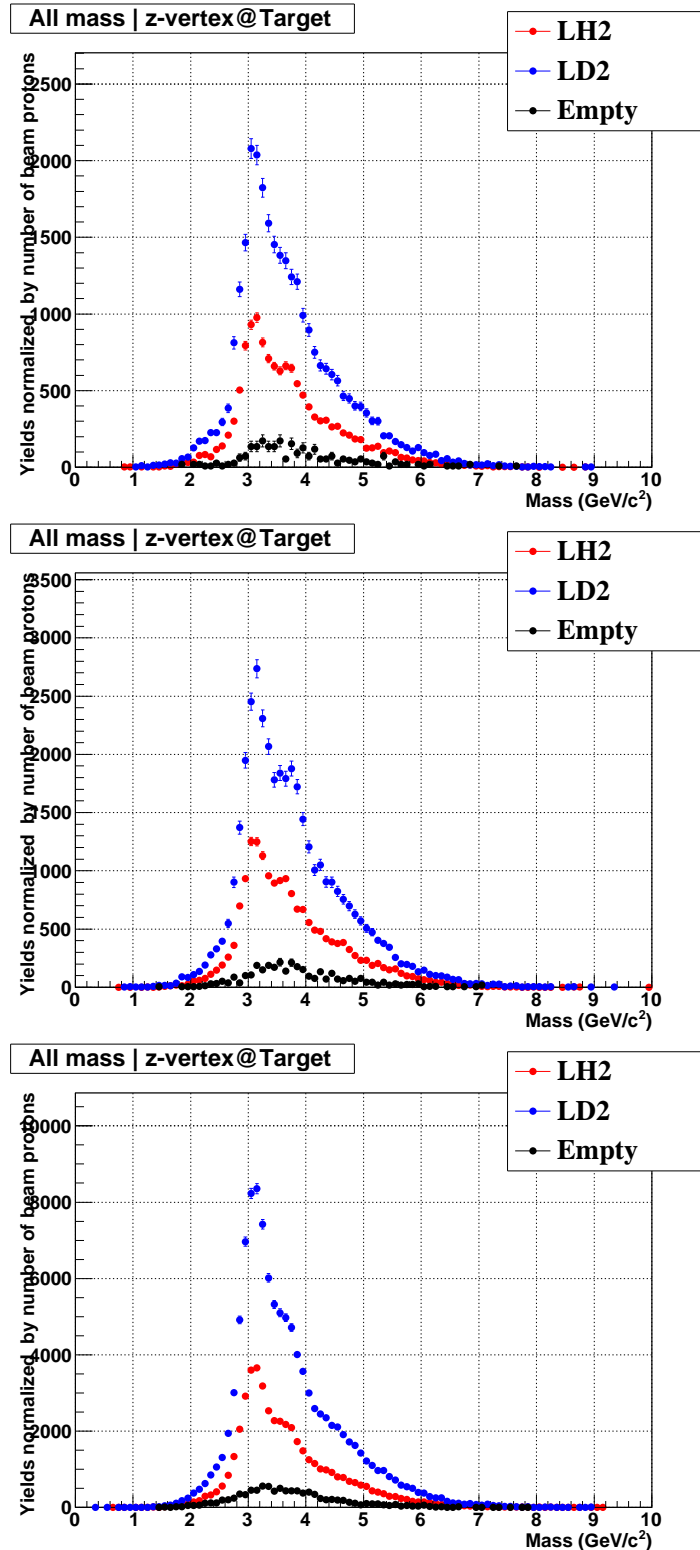 All mass | z-vertex@Target
LH2
LD2
Empty
Yields normalized by number of beam protons
2500
2000
1500
1000
500
0
0 1 2 3 4 5 6 7 8 9 10
Mass (GeV/c²)
All mass | z-vertex@Target
LH2
LD2
Empty
Yields normalized by number of beam protons
3500
3000
2500
2000
1500
1000
500
0
0 1 2 3 4 5 6 7 8 9 10
Mass (GeV/c²)
All mass | z-vertex@Target
LH2
LD2
Empty
Yields normalized by number of beam protons
10000
8000
6000
4000
2000
0
0 1 2 3 4 5 6 7 8 9 10
Mass (GeV/c²)